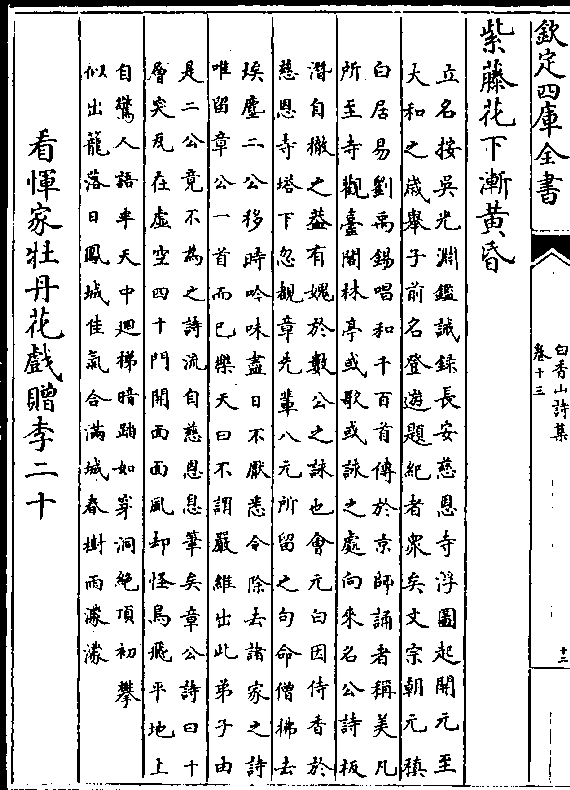 欽定四庫全書
白香山詩集
卷十三
十三
紫藤花下漸黄昏
立名按吳光淵鑑誡錄長安慈恩寺浮圖起開元至
大和之歲舉子前名登遊題紀者衆矣文宗朝元稹
白居易劉禹錫唱和千百首傳於京師誦者稱美凡
所至寺觀臺閣林亭或歌或詠之處向來名公詩板
潛自撤之葢有媿於數公之詠也會元白因侍香於
慈恩寺塔下忽覩章先輩八元所留之句命僧拂去
埃塵二公移時吟味盡日不厭悉令除去諸家之詩
唯留章公一首而已樂天曰不謂嚴維出此弟子由
是二公竟不為之詩流自慈恩息筆矣章公詩曰十
層突兀在虚空四十門開面面風却怪鳥飛平地上
自驚人語半天中迴梯暗踏如穿洞絶頂初攀
似出籠落日鳳城佳氣合滿城春樹雨濛濛
看惲家牡丹花戲贈李二十